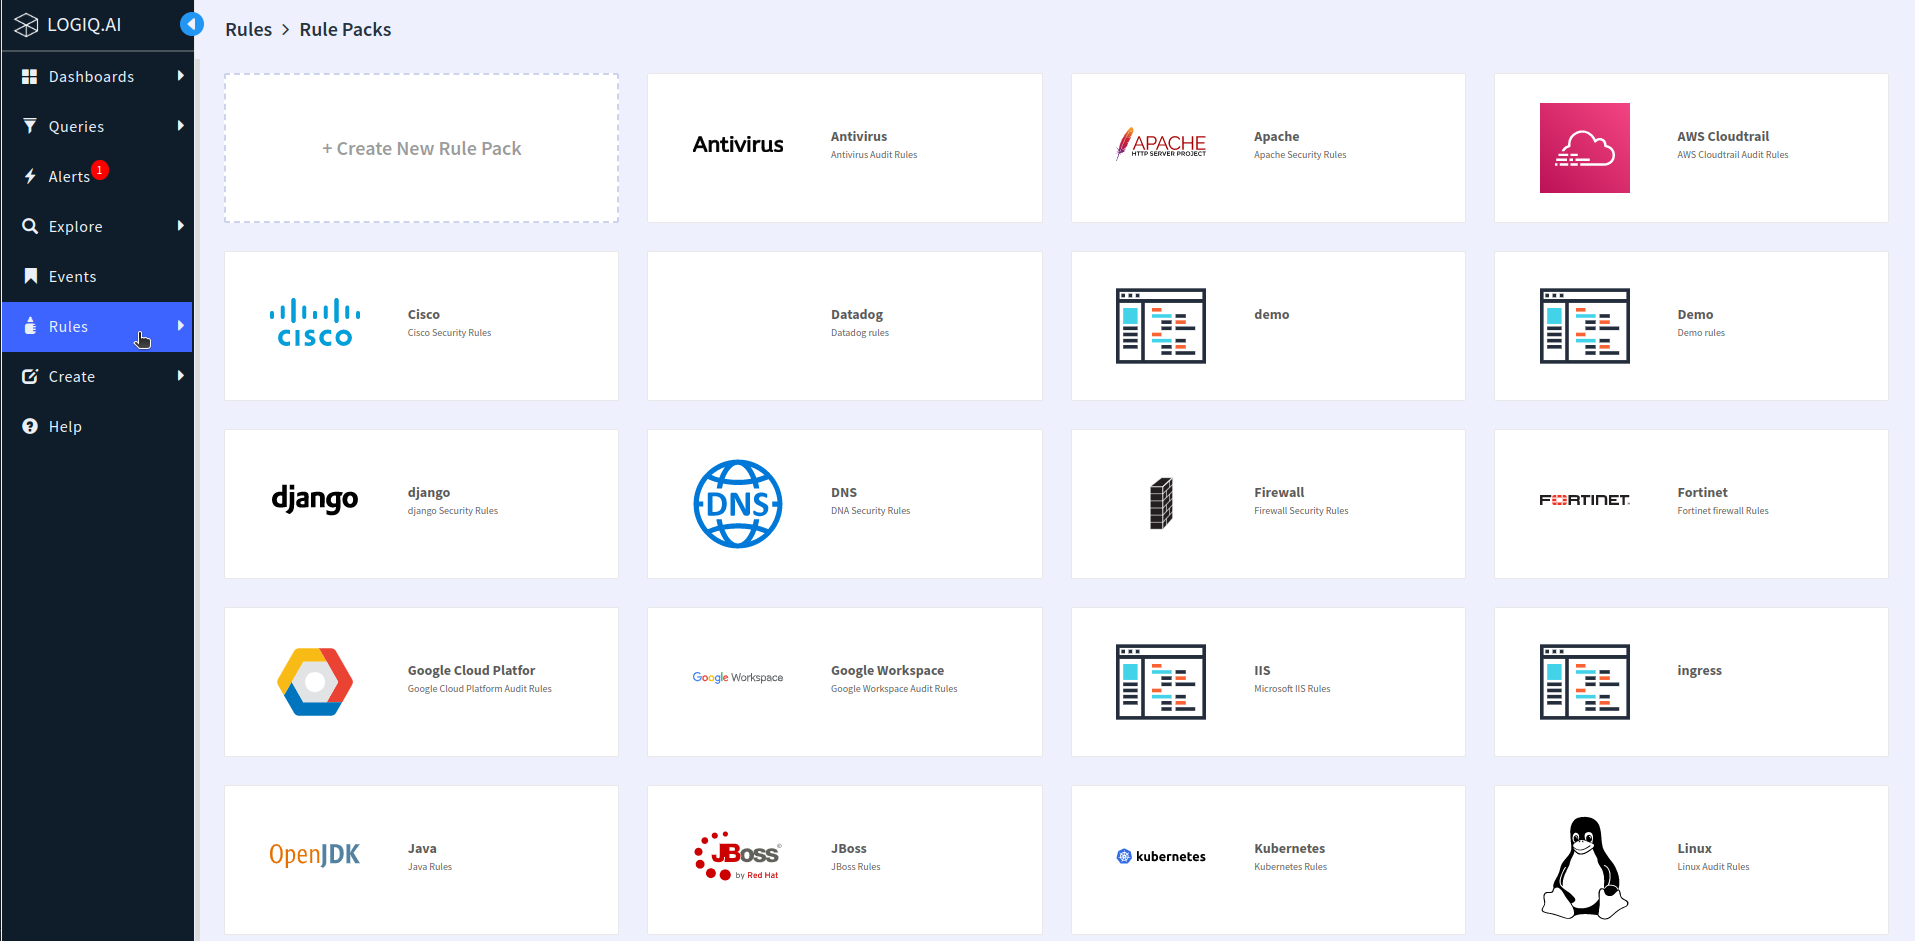 LOGIQ.AI
Dashboards
Queries
Alerts 1
Explore
Events
Rules
Create
Help
Rules > Rule Packs
+ Create New Rule Pack
Antivirus
Antivirus
Antivirus Audit Rules
APACHE
HTTP SERVER PROJECT
Apache
Apache Security Rules
AWS Cloudtrail
AWS Cloudtrail Audit Rules
CISCO
Cisco
Cisco Security Rules
Datadog
Datadog rules
demo
Demo
Demo rules
django
django
django Security Rules
DNS
DNS
DNA Security Rules
Firewall
Firewall Security Rules
FORTINET
Fortinet
Fortinet firewall Rules
Google Cloud Platfor
Google Cloud Platform Audit Rules
Google Workspace
Google Workspace
Google Workspace Audit Rules
IIS
Microsoft IIS Rules
ingress
OpenJDK
Java
Java Rules
JBoss®
by Red Hat
JBoss
JBoss Rules
kubernetes
Kubernetes
Kubernetes Rules
Linux
Linux Audit Rules